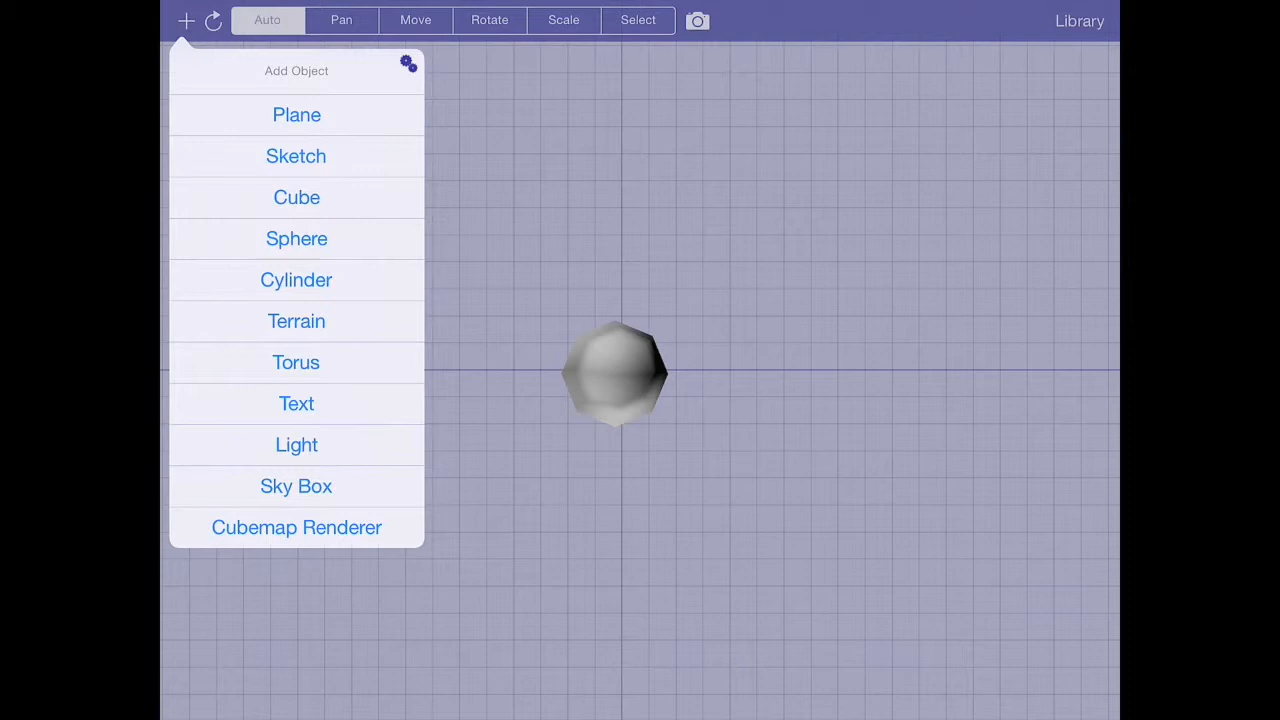 Auto Pan Move Rotate Scale Select Library
Add Object
Plane
Sketch
Cube
Sphere
Cylinder
Terrain
Torus
Text
Light
Sky Box
Cubemap Renderer